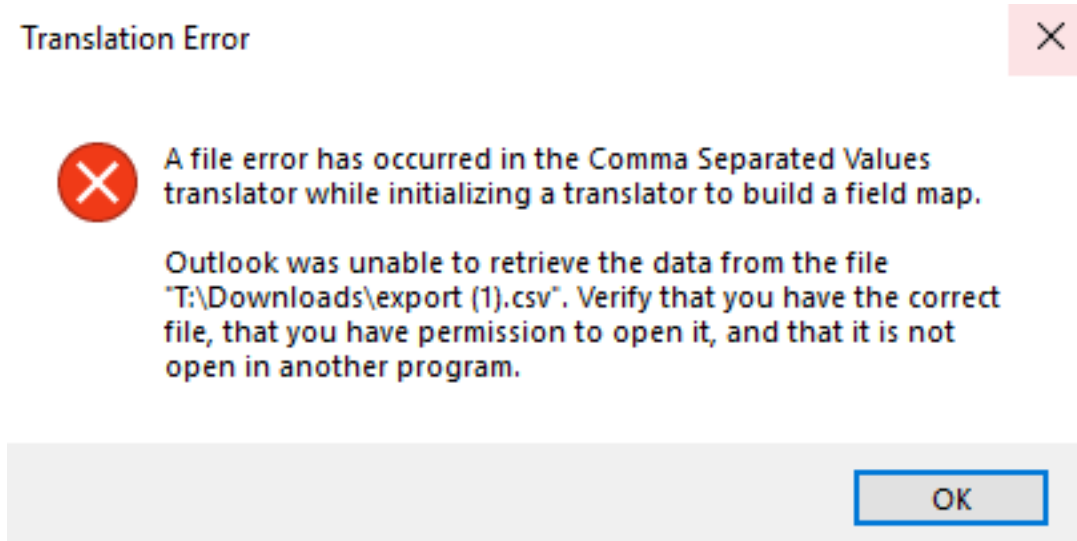 Translation Error
A file error has occurred in the Comma Separated Values
translator while initializing a translator to build a field map.
Outlook was unable to retrieve the data from the file
"T:\Downloads\export (1).csv". Verify that you have the correct
file, that you have permission to open it, and that it is not
open in another program.
OK